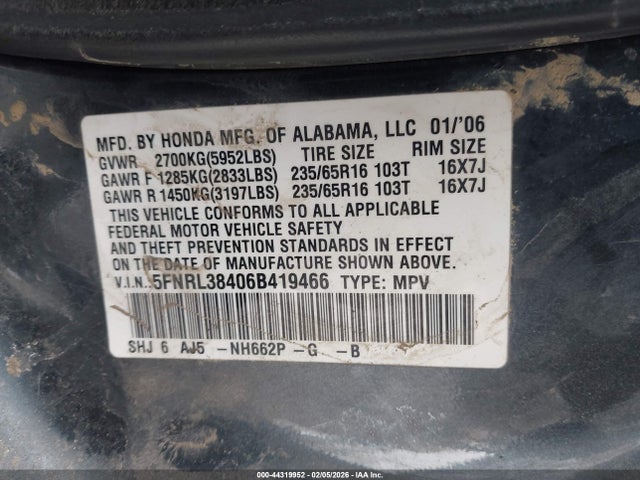 MFD. BY HONDA MFG. OF ALABAMA, LLC 01/'06
GVWR 2700KG(5952LBS) TIRE SIZE RIM SIZE
GAWR F 1285KG(2833LBS) 235/65R16 103T 16X7J
GAWR R 1450KG(3197LBS) 235/65R16 103T 16X7J
THIS VEHICLE CONFORMS TO ALL APPLICABLE
FEDERAL MOTOR VEHICLE SAFETY
AND THEFT PREVENTION STANDARDS IN EFFECT
ON THE DATE OF MANUFACTURE SHOWN ABOVE.
V.I.N.:5FNRL38406B419466 TYPE: MPV
SHJ 6 AJ5 -NH662P -G -B
000-44319952 | 02/05/2026 - IAA Inc.